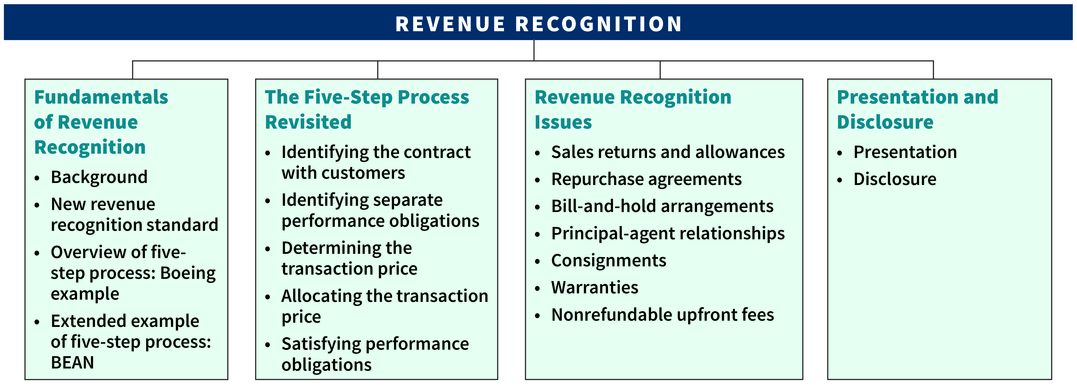 REVENUE RECOGNITION
Fundamentals
of Revenue
Recognition
• Background
• New revenue
recognition standard
• Overview of five-
step process: Boeing
example
• Extended example
of five-step process:
BEAN
The Five-Step Process
Revisited
• Identifying the contract
with customers
• Identifying separate
performance obligations
• Determining the
transaction price
• Allocating the transaction
price
• Satisfying performance
obligations
Revenue Recognition
Issues
• Sales returns and allowances
• Repurchase agreements
• Bill-and-hold arrangements
• Principal-agent relationships
• Consignments
• Warranties
• Nonrefundable upfront fees
Presentation and
Disclosure
• Presentation
• Disclosure